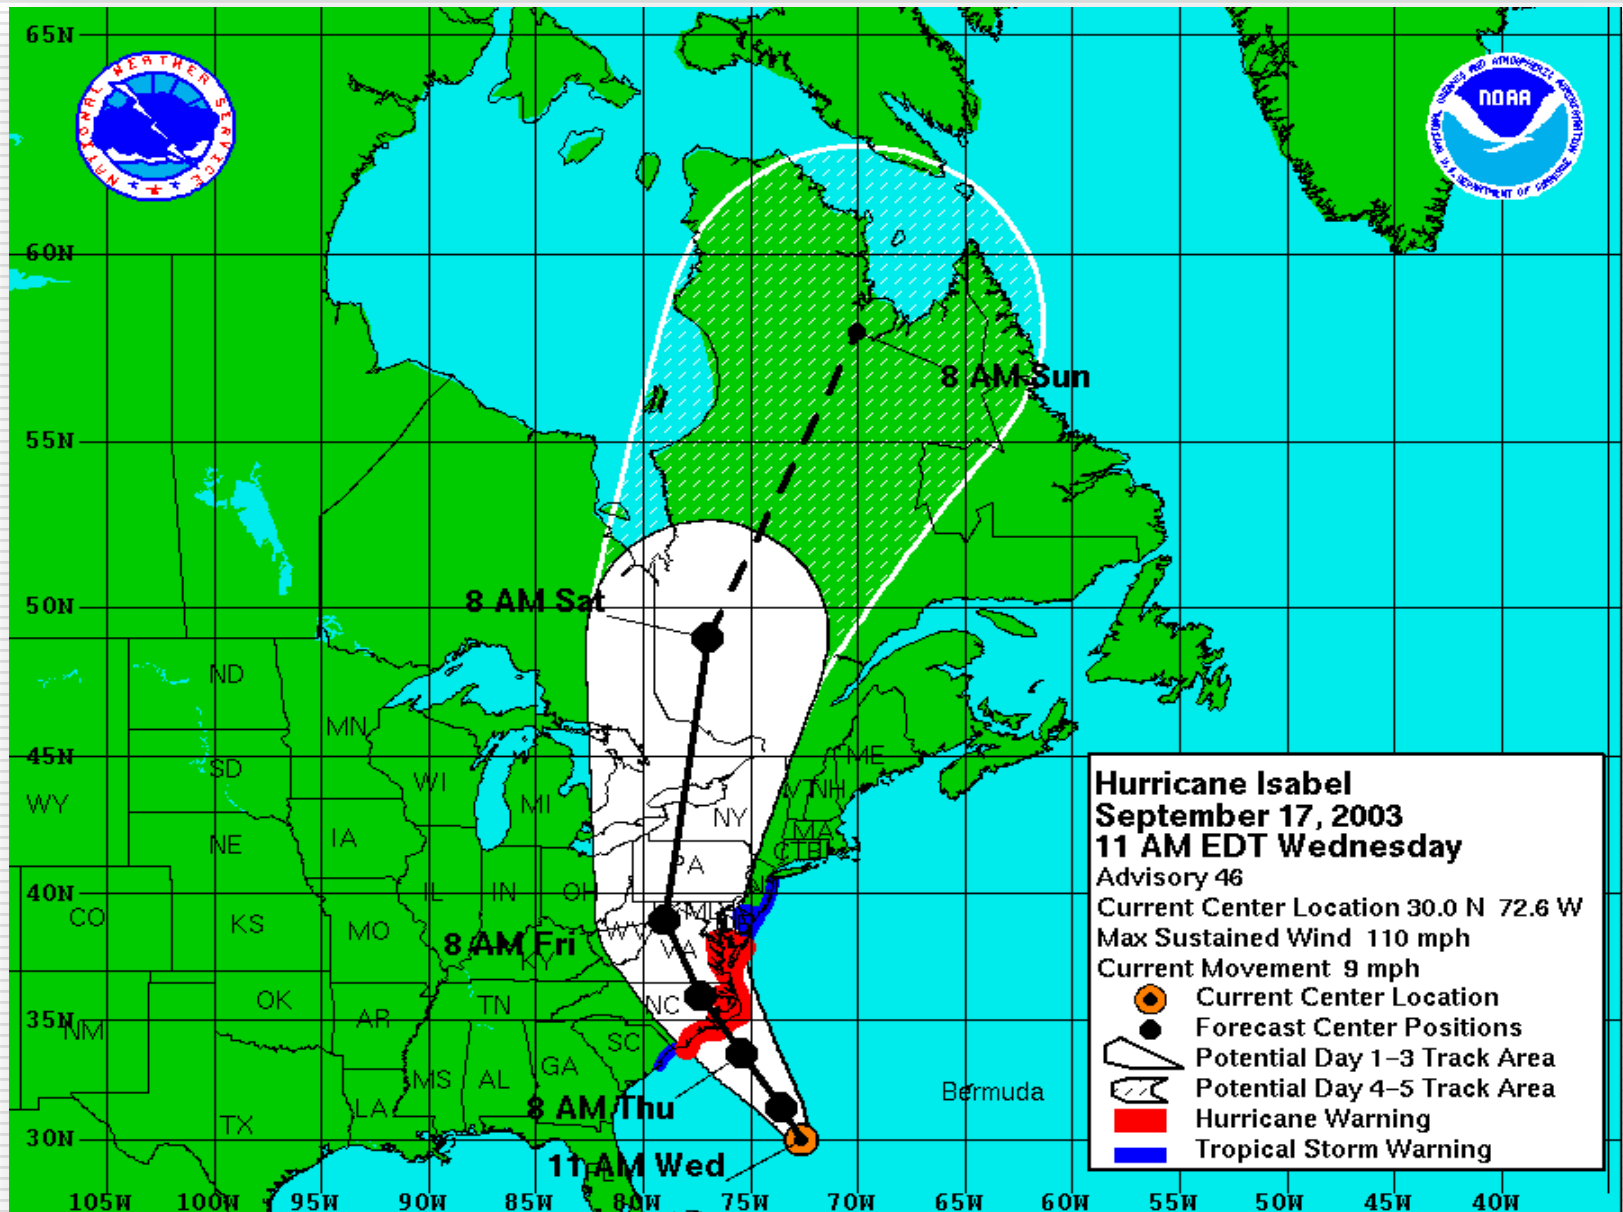 65N
60N
55N
50N
45N
40N
35N
30N
105W 100W 95W 90W 85W 80W 75W 70W 65W 60W 55W 50W 45W 40W
NATIONAL WEATHER SERVICE
NOAA
8 AM Sun
8 AM Sat
8 AM Fri
8 AM Thu
11 AM Wed
ND
MN
SD
WI
WY
MI
NY
VT
NH
ME
MA
NE
IA
PA
CT
IL
IN
OH
CO
KS
MO
WV
VA
KY
OK
TN
NC
NM
AR
SC
MS
AL
GA
LA
TX
FL
Bermuda
Hurricane Isabel
September 17, 2003
11 AM EDT Wednesday
Advisory 46
Current Center Location 30.0 N 72.6 W
Max Sustained Wind 110 mph
Current Movement 9 mph
Current Center Location
Forecast Center Positions
Potential Day 1-3 Track Area
Potential Day 4-5 Track Area
Hurricane Warning
Tropical Storm Warning